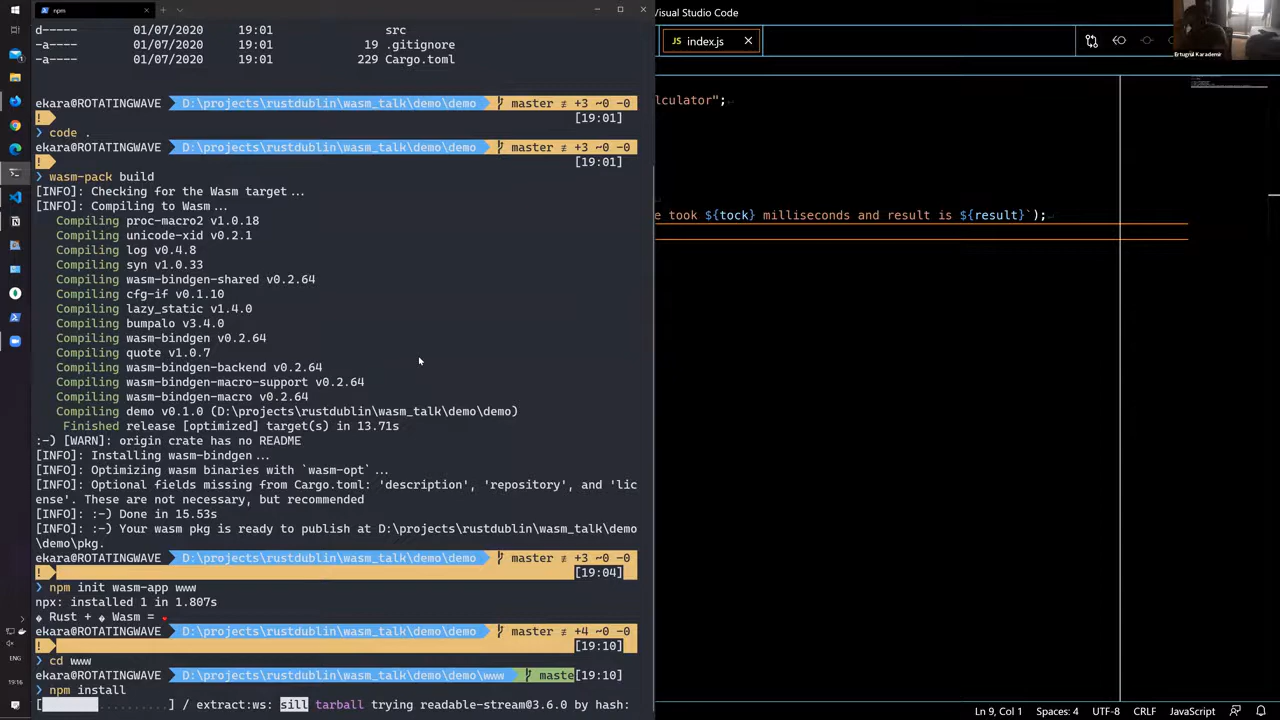 npm
d-----        01/07/2020     19:01                src
-a----        01/07/2020     19:01             19 .gitignore
-a----        01/07/2020     19:01            229 Cargo.toml
ekara@ROTATINGWAVE D:\projects\rustdublin\wasm_talk\demo\demo master ≢ +3 ~0 -0
! [19:01]
❯ code .
ekara@ROTATINGWAVE D:\projects\rustdublin\wasm_talk\demo\demo master ≢ +3 ~0 -0
! [19:01]
❯ wasm-pack build
[INFO]: Checking for the Wasm target...
[INFO]: Compiling to Wasm...
Compiling proc-macro2 v1.0.18
Compiling unicode-xid v0.2.1
Compiling log v0.4.8
Compiling syn v1.0.33
Compiling wasm-bindgen-shared v0.2.64
Compiling cfg-if v0.1.10
Compiling lazy_static v1.4.0
Compiling bumpalo v3.4.0
Compiling wasm-bindgen v0.2.64
Compiling quote v1.0.7
Compiling wasm-bindgen-backend v0.2.64
Compiling wasm-bindgen-macro-support v0.2.64
Compiling wasm-bindgen-macro v0.2.64
Compiling demo v0.1.0 (D:\projects\rustdublin\wasm_talk\demo\demo)
Finished release [optimized] target(s) in 13.71s
:-) [WARN]: origin crate has no README
[INFO]: Installing wasm-bindgen...
[INFO]: Optimizing wasm binaries with `wasm-opt`...
[INFO]: Optional fields missing from Cargo.toml: 'description', 'repository', and 'lic
ense'. These are not necessary, but recommended
[INFO]: :-) Done in 15.53s
[INFO]: :-) Your wasm pkg is ready to publish at D:\projects\rustdublin\wasm_talk\demo
\demo\pkg.
ekara@ROTATINGWAVE D:\projects\rustdublin\wasm_talk\demo\demo master ≢ +3 ~0 -0
! [19:04]
❯ npm init wasm-app www
npx: installed 1 in 1.807s
� Rust + � Wasm = ❤
ekara@ROTATINGWAVE D:\projects\rustdublin\wasm_talk\demo\demo master ≢ +4 ~0 -0
! [19:10]
❯ cd www
ekara@ROTATINGWAVE D:\projects\rustdublin\wasm_talk\demo\demo\www maste [19:10]
❯ npm install
[ ..........] / extract:ws: sill tarball trying readable-stream@3.6.0 by hash:
ENG
19:16
Visual Studio Code
JS index.js
lculator";
e took ${tock} milliseconds and result is ${result}`);
Ertugrul Karademir
Ln 9, Col 1 Spaces: 4 UTF-8 CRLF JavaScript